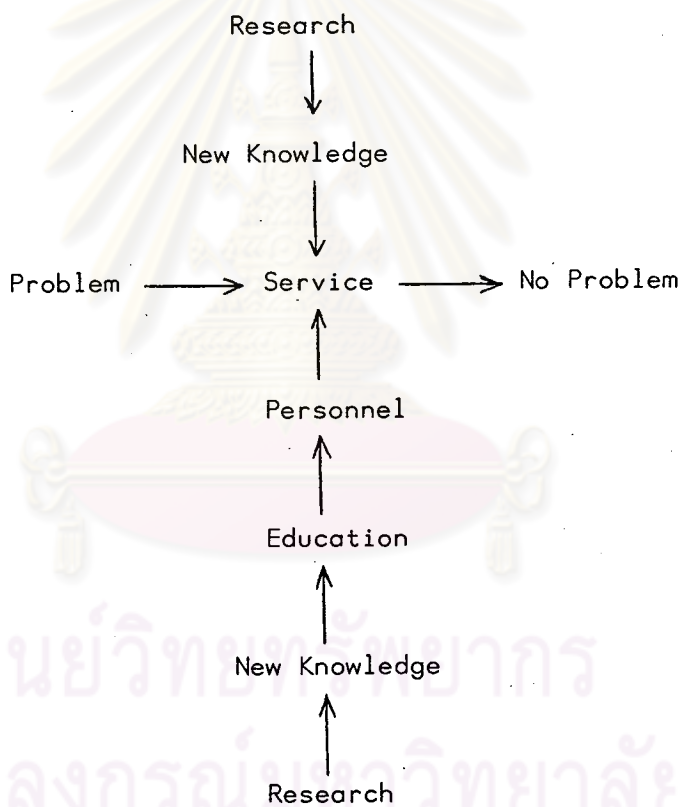 Research
New Knowledge
Problem Service No Problem
Personnel
Education
New Knowledge
Research
นย์วิทยทรัพยากร
ลงกรณ์มหาวิทยาลัย